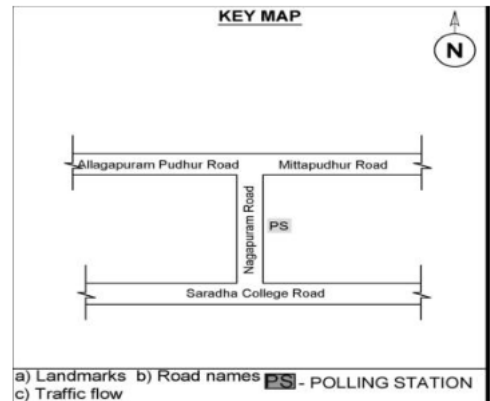 KEY MAP
N
Allagapuram Pudhur Road
Mittapudhur Road
Nagapuram Road
PS
Saradha College Road
a) Landmarks b) Road names PS - POLLING STATION
c) Traffic flow